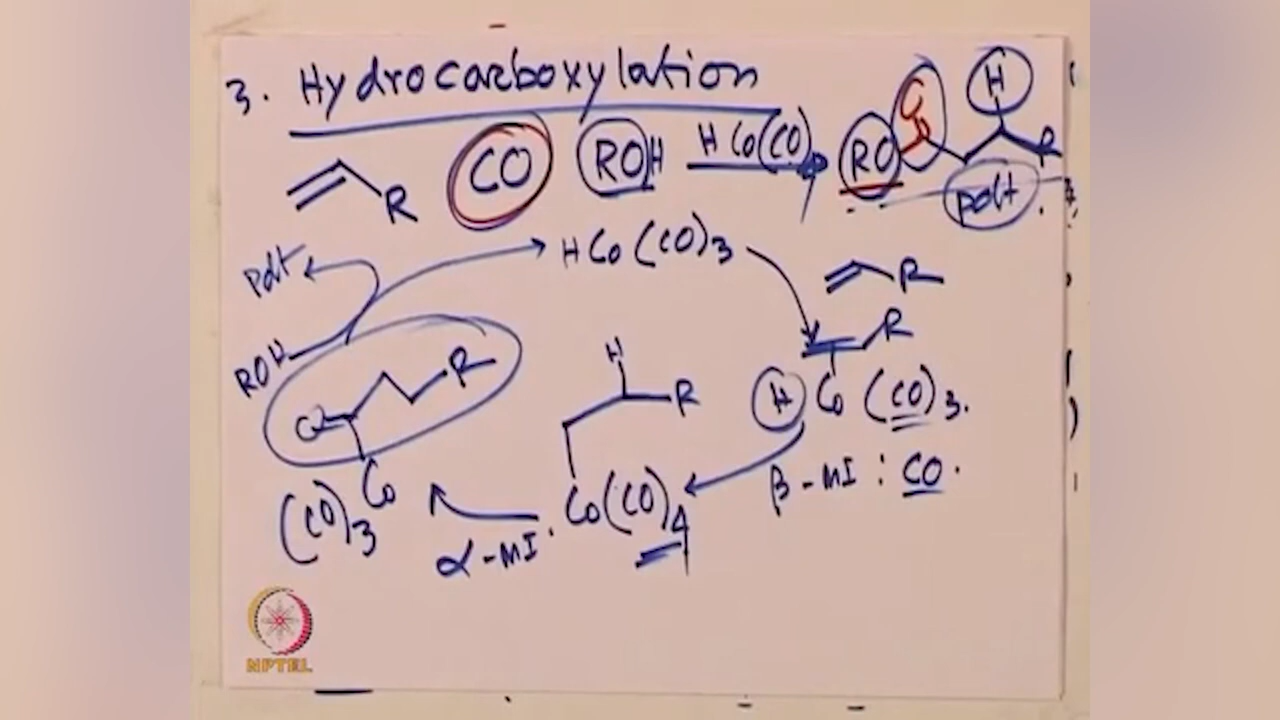 3. Hydrocarboxylation
R CO ROH HCo(CO)4 RO C O H R
pdt.
pdt HCo(CO)3 R
ROH R H R R
H Co (CO)3.
O Co β-MI : CO.
(CO)3 α-MI. Co(CO)4
NPTEL